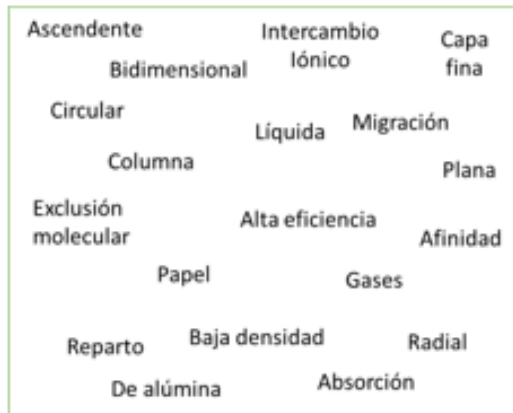 Ascendente
Intercambio
Iónico
Capa
fina
Bidimensional
Circular
Líquida
Migración
Columna
Plana
Exclusión
molecular
Alta eficiencia
Afinidad
Papel
Gases
Reparto
Baja densidad
Radial
De alúmina
Absorción